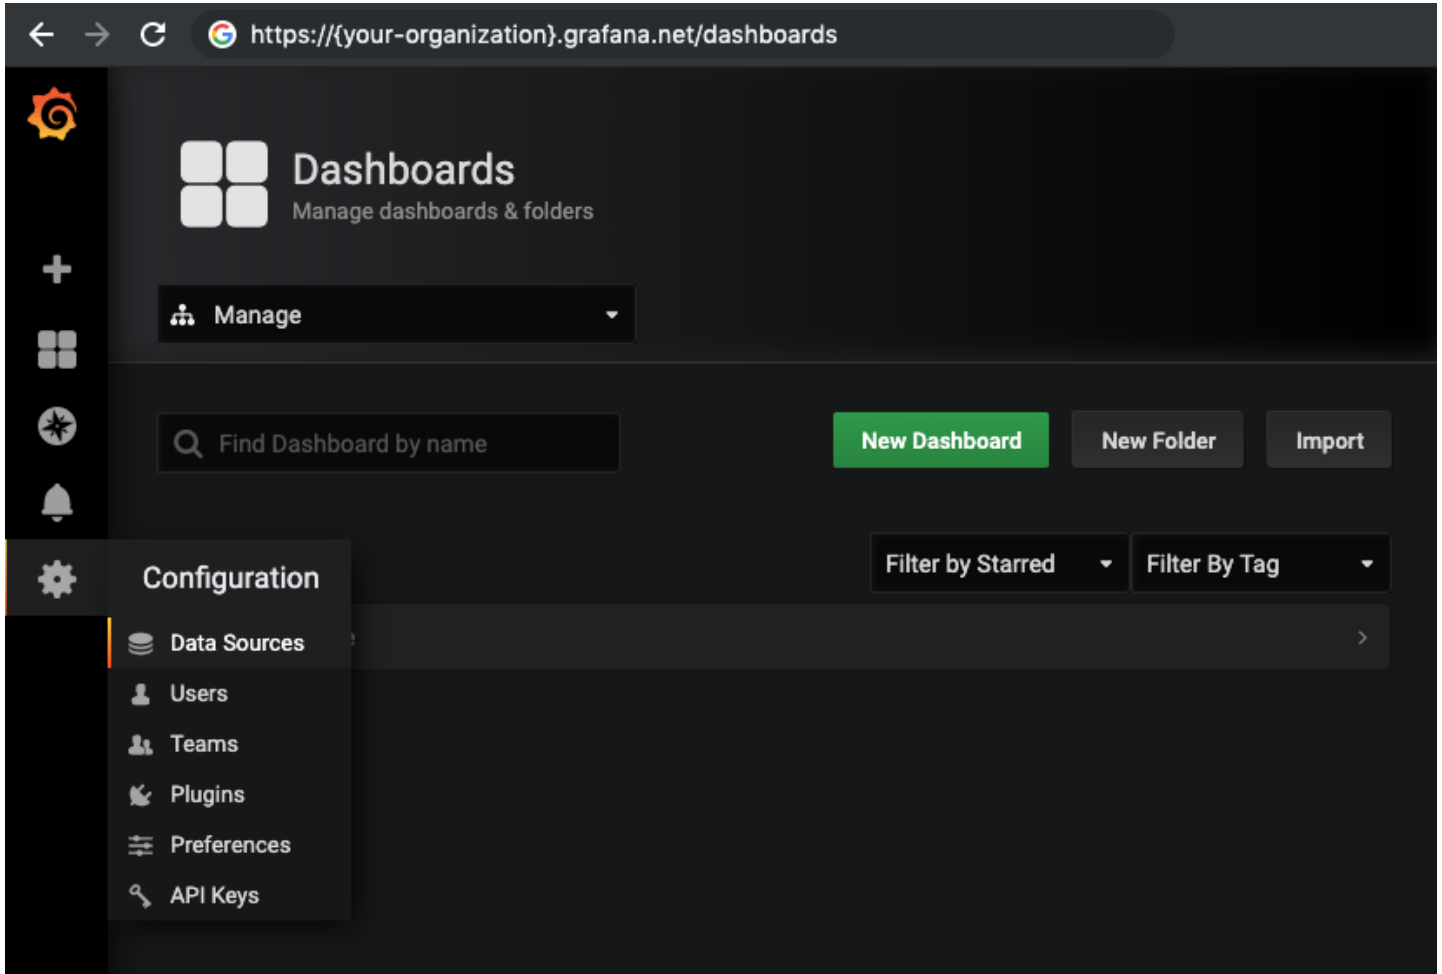 https://{your-organization}.grafana.net/dashboards
Dashboards
Manage dashboards & folders
Manage
Find Dashboard by name
New Dashboard
New Folder
Import
Filter by Starred
Filter By Tag
Configuration
Data Sources
Users
Teams
Plugins
Preferences
API Keys